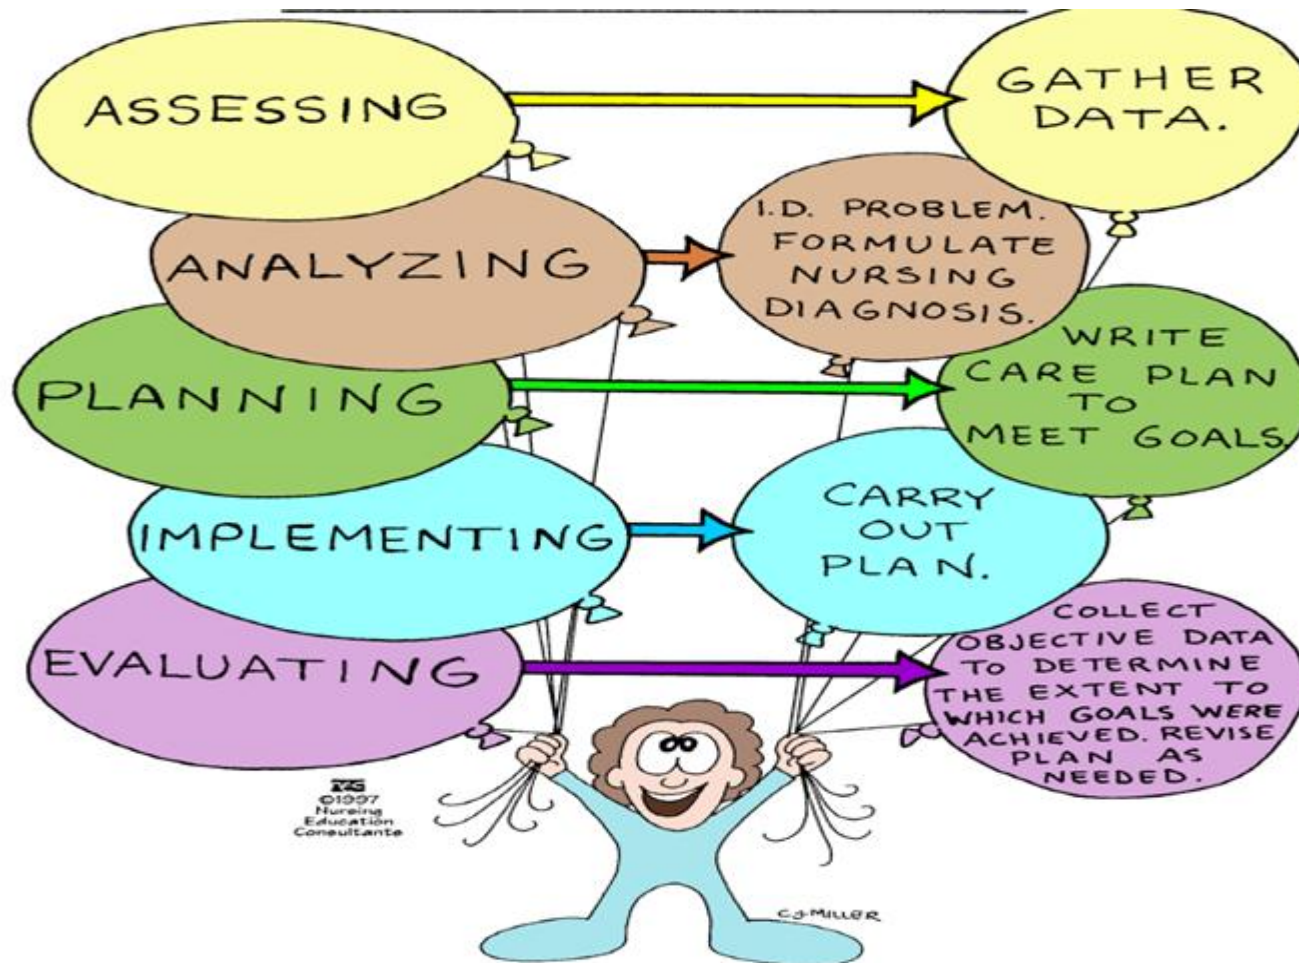 ASSESSING
GATHER
DATA.
ANALYZING
I.D. PROBLEM.
FORMULATE
NURSING
DIAGNOSIS.
PLANNING
WRITE
CARE PLAN
TO
MEET GOALS.
IMPLEMENTING
CARRY
OUT
PLAN.
EVALUATING
COLLECT
OBJECTIVE DATA
TO DETERMINE
THE EXTENT TO
WHICH GOALS WERE
ACHIEVED. REVISE
PLAN AS
NEEDED.
©1997
Nursing
Education
Consultants
C.J. MILLER